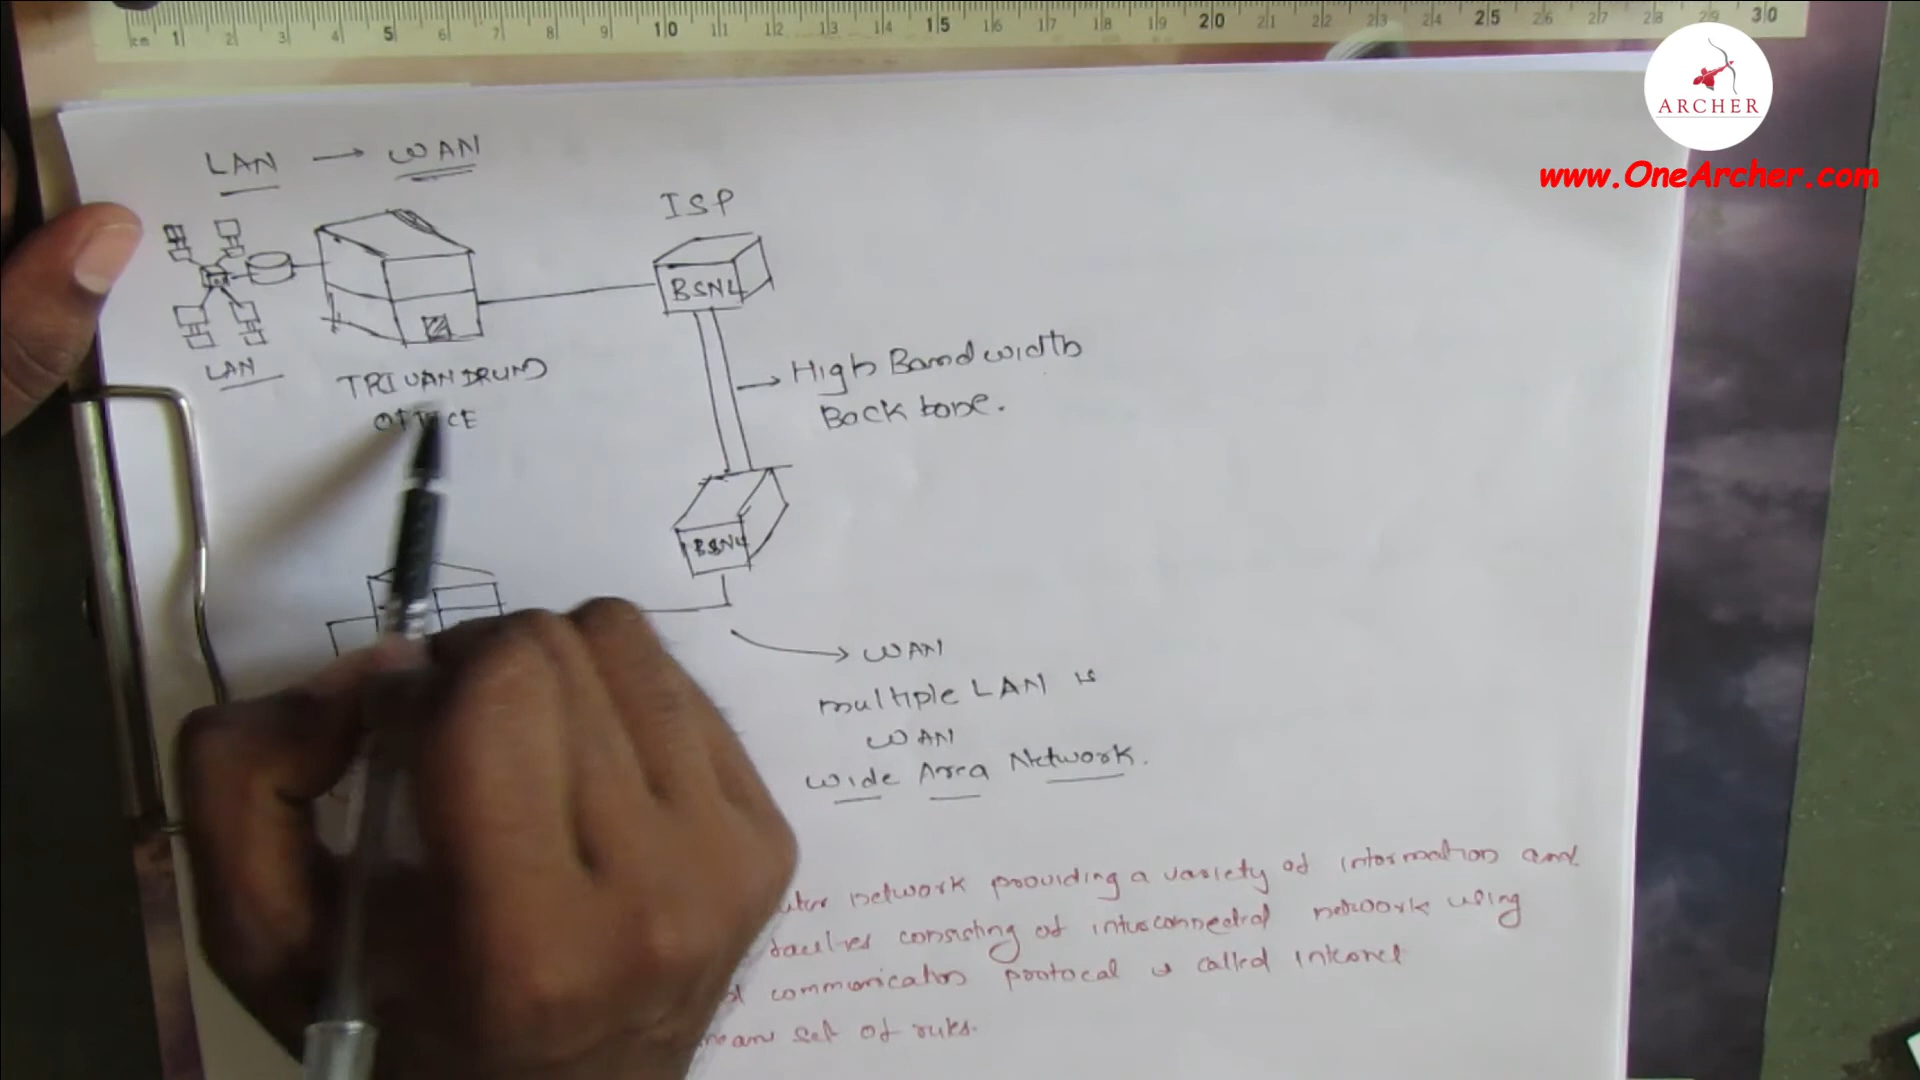 cm 1 2 3 4 5 6 7 8 9 10 11 12 13 14 15 16 17 18 19 20 21 22 23 24 25 26 27 28 29 30
ARCHER
www.OneArcher.com
LAN → WAN
ISP
BSNL
LAN
TRIVANDRUM
OFFICE
→ High Bandwidth
Back bone.
BSNL
→ WAN
multiple LAN is
WAN
Wide Area Network.
network providing a variety of information and
consisting of interconnected network using
communication protocol is called
mean set of rules.